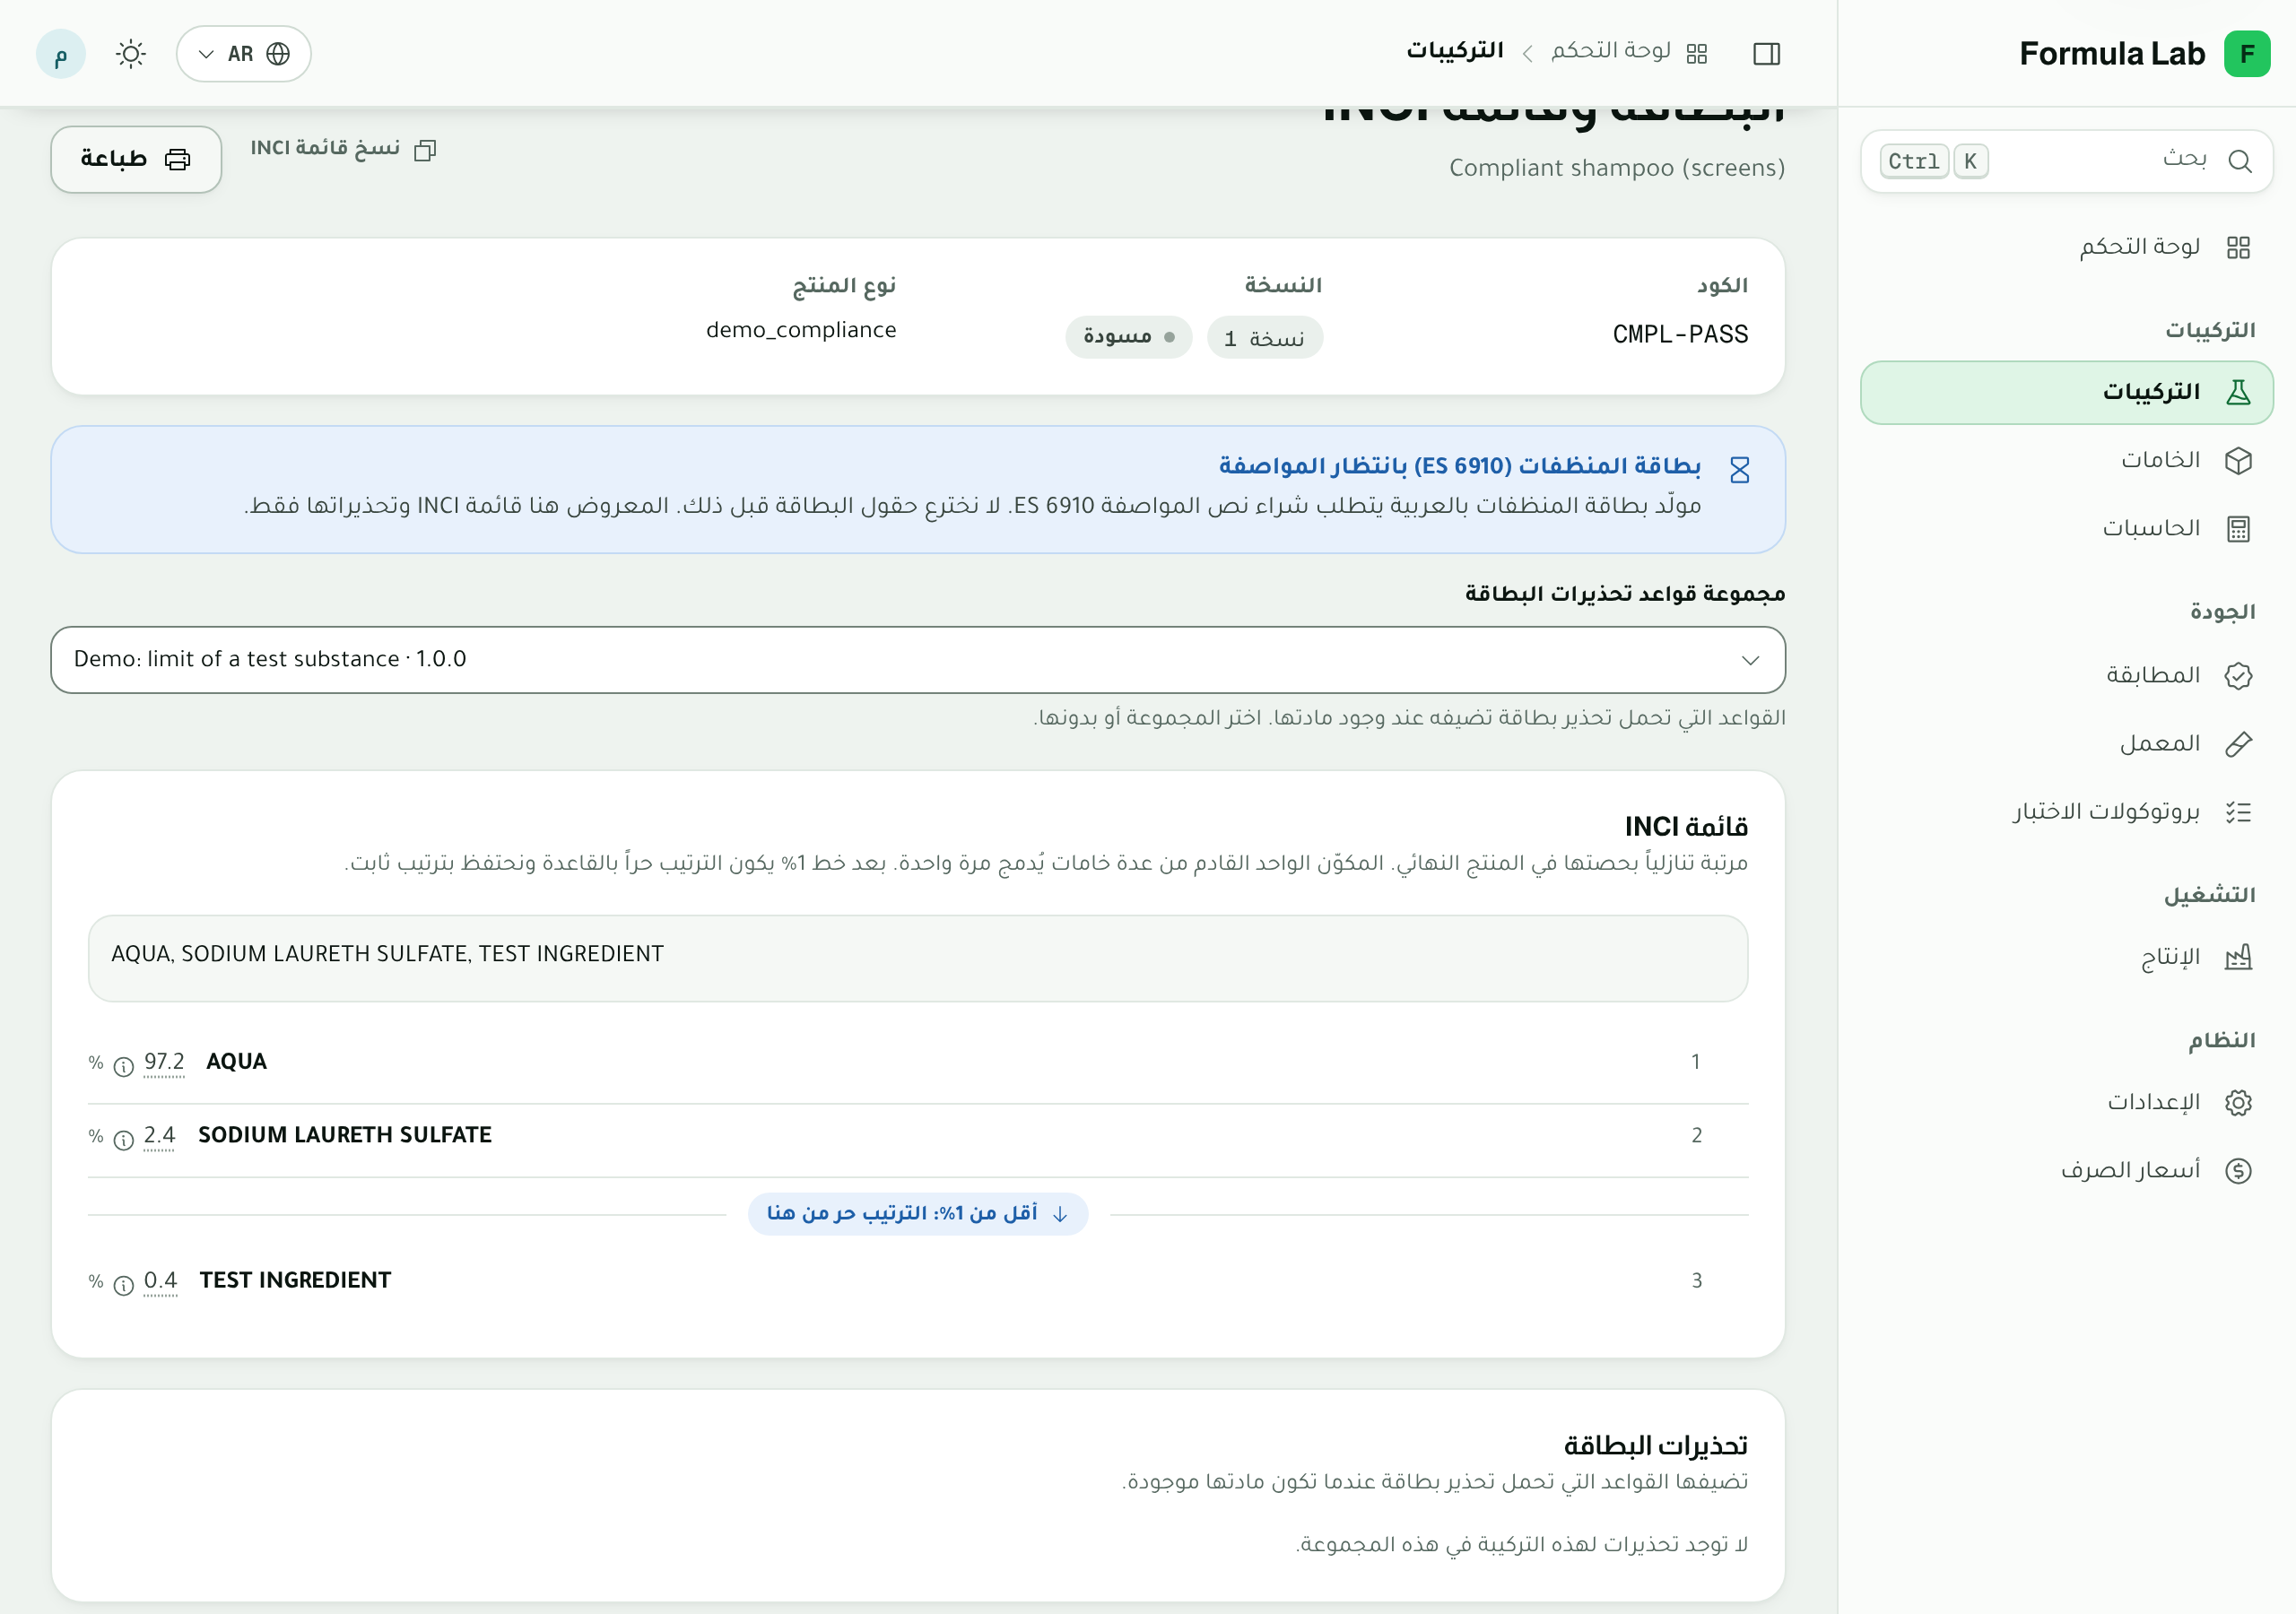 Formula Lab
F
بحث
Ctrl K
لوحة التحكم
التركيبات
التركيبات
الخامات
الحاسبات
الجودة
المطابقة
المعمل
بروتوكولات الاختبار
التشغيل
الإنتاج
النظام
الإعدادات
أسعار الصرف
لوحة التحكم
التركيبات
AR
م
البطاقة وقائمة INCI
Compliant shampoo (screens)
نسخ قائمة INCI
طباعة
الكود
CMPL-PASS
النسخة
نسخة 1
مسودة
نوع المنتج
demo_compliance
بطاقة المنظفات (ES 6910) بانتظار المواصفة
مولّد بطاقة المنظفات بالعربية يتطلب شراء نص المواصفة ES 6910. لا نخترع حقول البطاقة قبل ذلك. المعروض هنا قائمة INCI وتحذيراتها فقط.
مجموعة قواعد تحذيرات البطاقة
Demo: limit of a test substance · 1.0.0
القواعد التي تحمل تحذير بطاقة تضيفه عند وجود مادتها. اختر المجموعة أو بدونها.
قائمة INCI
مرتبة تنازلياً بحصتها في المنتج النهائي. المكوّن الواحد القادم من عدة خامات يُدمج مرة واحدة. بعد خط 1% يكون الترتيب حراً بالقاعدة ونحتفظ بترتيب ثابت.
AQUA, SODIUM LAURETH SULFATE, TEST INGREDIENT
1 AQUA 97.2 %
2 SODIUM LAURETH SULFATE 2.4 %
أقل من 1%: الترتيب حر من هنا
3 TEST INGREDIENT 0.4 %
تحذيرات البطاقة
تضيفها القواعد التي تحمل تحذير بطاقة عندما تكون مادتها موجودة.
لا توجد تحذيرات لهذه التركيبة في هذه المجموعة.